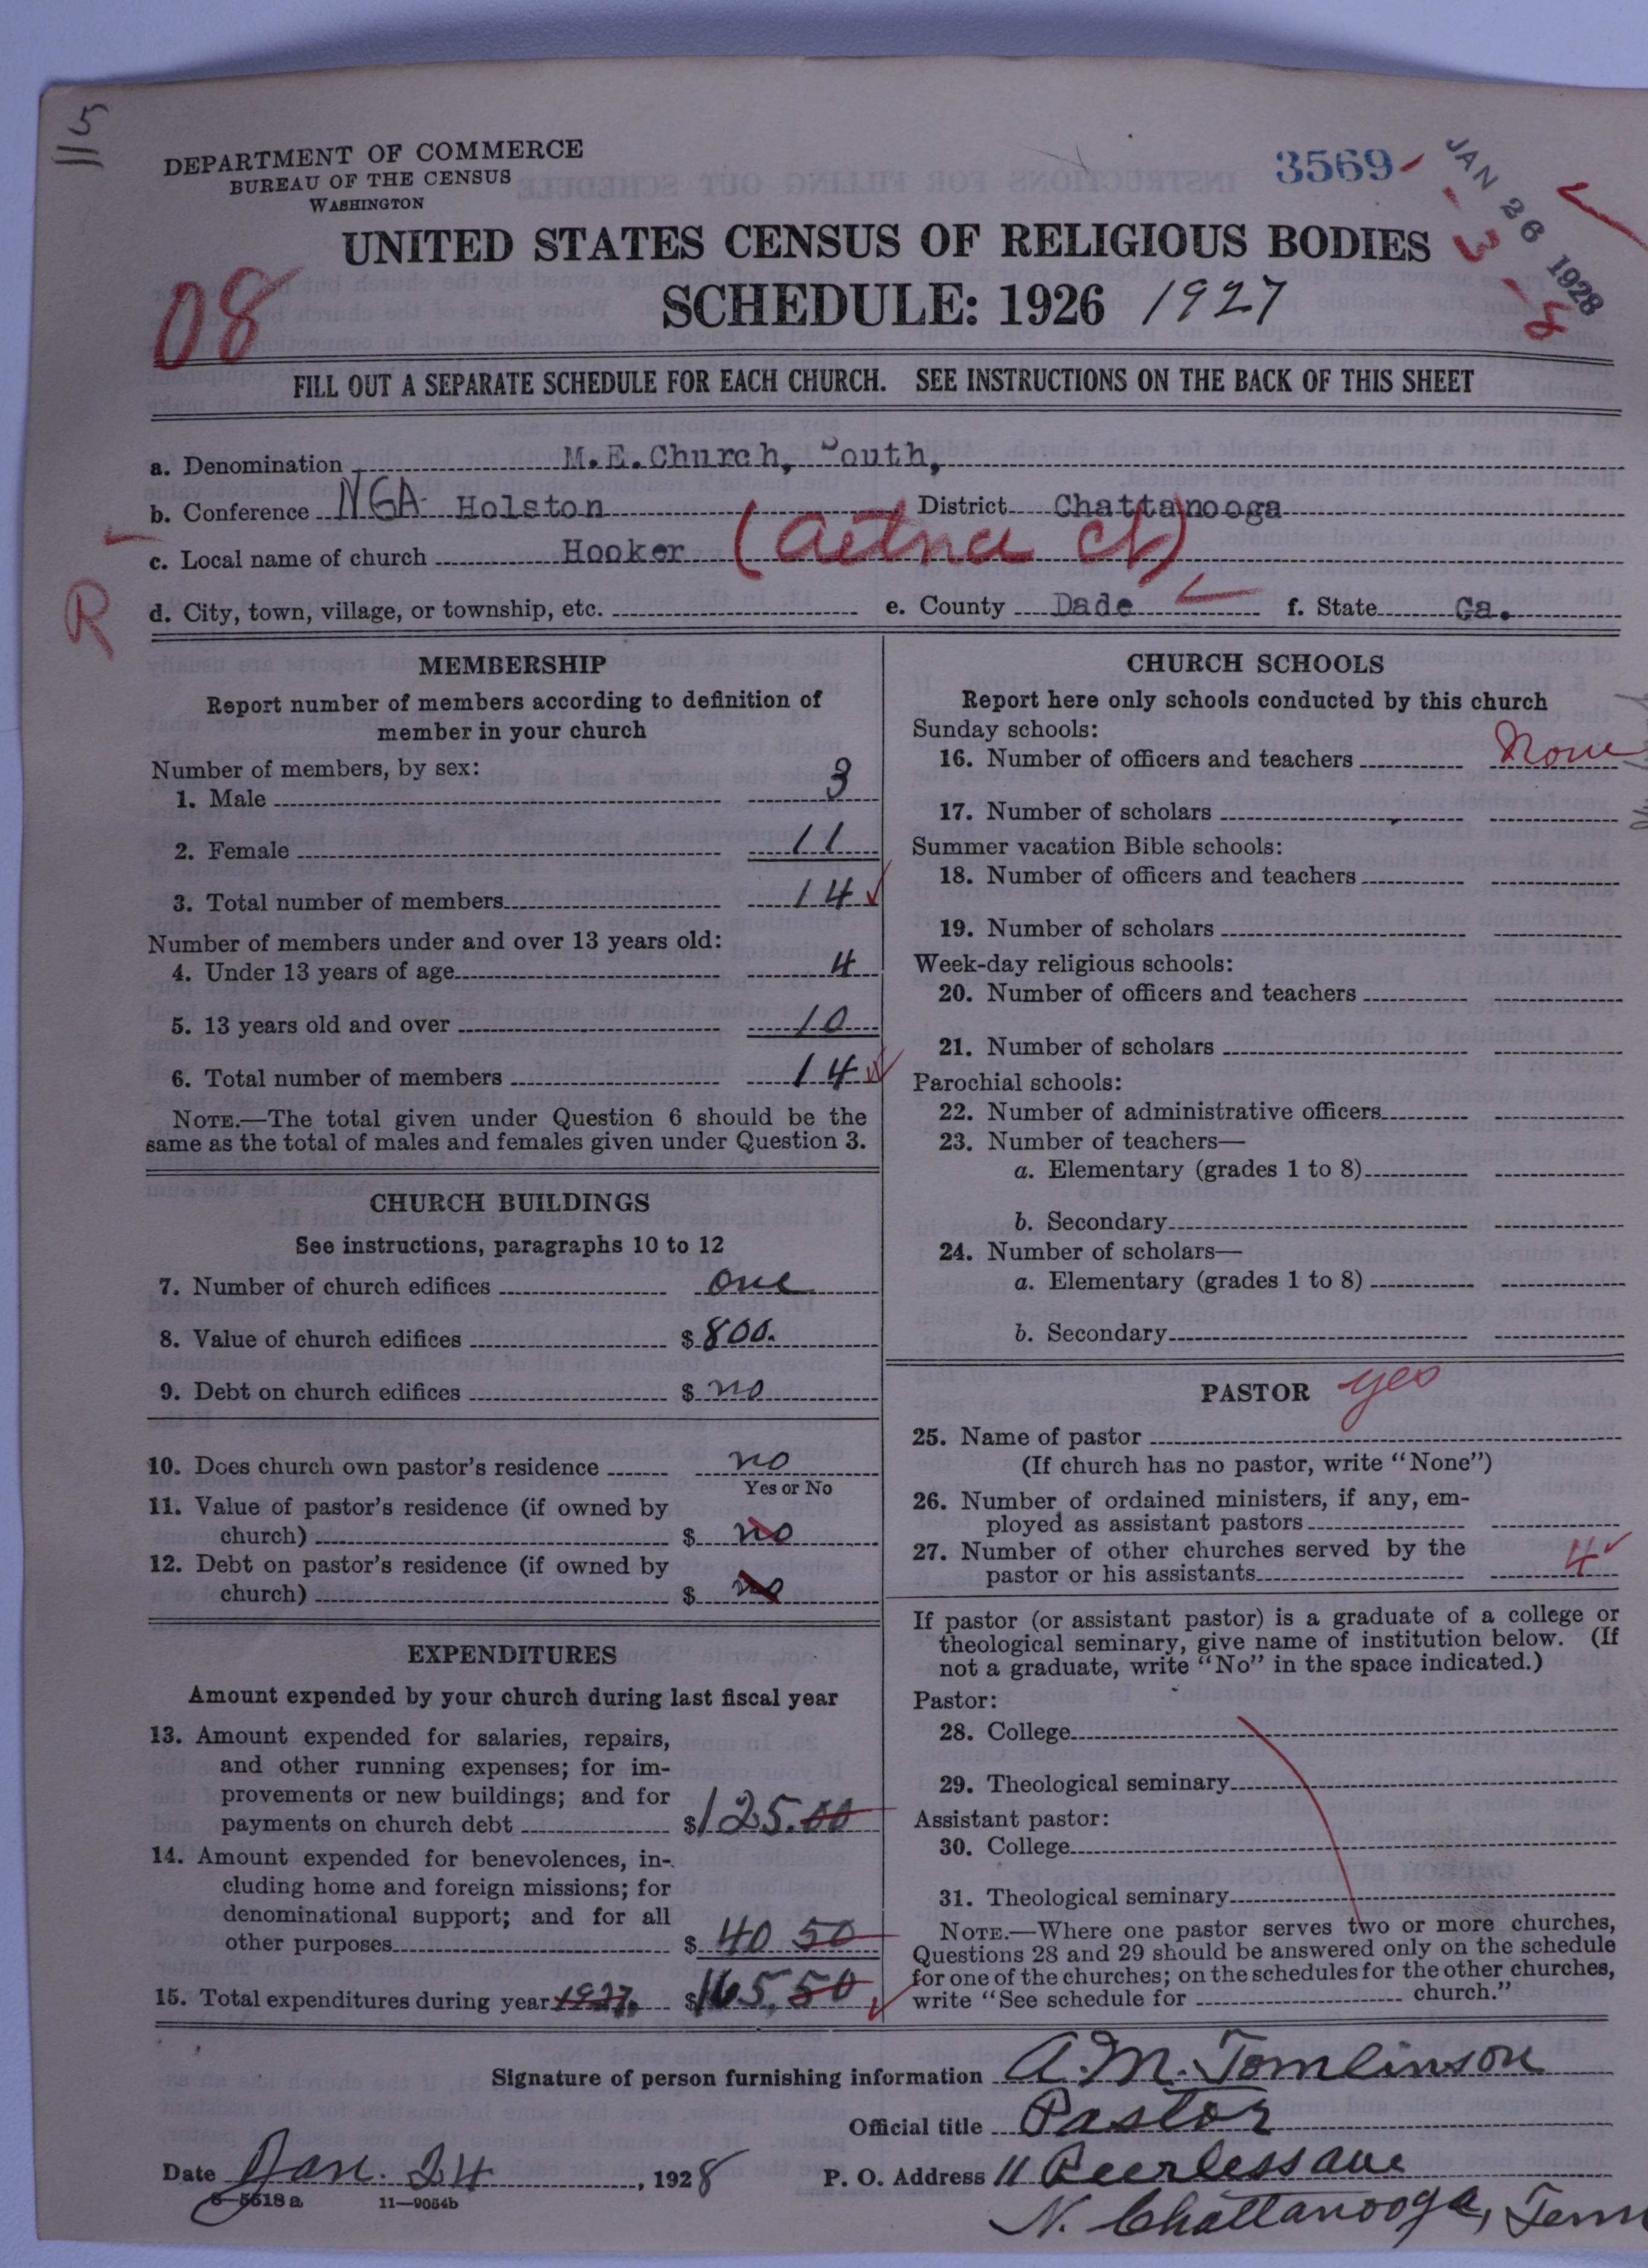 115
DEPARTMENT OF COMMERCE
BUREAU OF THE CENSUS
WASHINGTON
3569
JAN 26 1928
3-8
UNITED STATES CENSUS OF RELIGIOUS BODIES
08
SCHEDULE: 1926 1927
FILL OUT A SEPARATE SCHEDULE FOR EACH CHURCH. SEE INSTRUCTIONS ON THE BACK OF THIS SHEET
a. Denomination M.E.Church, South,
b. Conference NGA Holston District Chattanooga
c. Local name of church Hooker (Aetna ch)
R
d. City, town, village, or township, etc. e. County Dade f. State Ga.
MEMBERSHIP
Report number of members according to definition of
member in your church
Number of members, by sex:
1. Male 3
2. Female 11
3. Total number of members 14
Number of members under and over 13 years old:
4. Under 13 years of age 4
5. 13 years old and over 10
6. Total number of members 14
NOTE.—The total given under Question 6 should be the
same as the total of males and females given under Question 3.
CHURCH BUILDINGS
See instructions, paragraphs 10 to 12
7. Number of church edifices one
8. Value of church edifices $ 800.
9. Debt on church edifices $ no
10. Does church own pastor's residence no
Yes or No
11. Value of pastor's residence (if owned by
church) $ no
12. Debt on pastor's residence (if owned by
church) $ no
EXPENDITURES
Amount expended by your church during last fiscal year
13. Amount expended for salaries, repairs,
and other running expenses; for im-
provements or new buildings; and for
payments on church debt $ 125.00
14. Amount expended for benevolences, in-
cluding home and foreign missions; for
denominational support; and for all
other purposes $ 40 50
15. Total expenditures during year 1927. $ 165,50
CHURCH SCHOOLS
Report here only schools conducted by this church
Sunday schools:
16. Number of officers and teachers None
17. Number of scholars
Summer vacation Bible schools:
18. Number of officers and teachers
19. Number of scholars
Week-day religious schools:
20. Number of officers and teachers
21. Number of scholars
Parochial schools:
22. Number of administrative officers
23. Number of teachers—
a. Elementary (grades 1 to 8)
b. Secondary
24. Number of scholars—
a. Elementary (grades 1 to 8)
b. Secondary
PASTOR yes
25. Name of pastor
(If church has no pastor, write "None")
26. Number of ordained ministers, if any, em-
ployed as assistant pastors
27. Number of other churches served by the
pastor or his assistants 4
If pastor (or assistant pastor) is a graduate of a college or
theological seminary, give name of institution below. (If
not a graduate, write "No" in the space indicated.)
Pastor:
28. College
29. Theological seminary
Assistant pastor:
30. College
31. Theological seminary
NOTE.—Where one pastor serves two or more churches,
Questions 28 and 29 should be answered only on the schedule
for one of the churches; on the schedules for the other churches,
write "See schedule for church."
Signature of person furnishing information A. M. Tomlinson
Official title Pastor
Date Jan. 24, 1928 P. O. Address 11 Peerless ave
8—5518 a 11—9054b
N. Chattanooga, Tenn